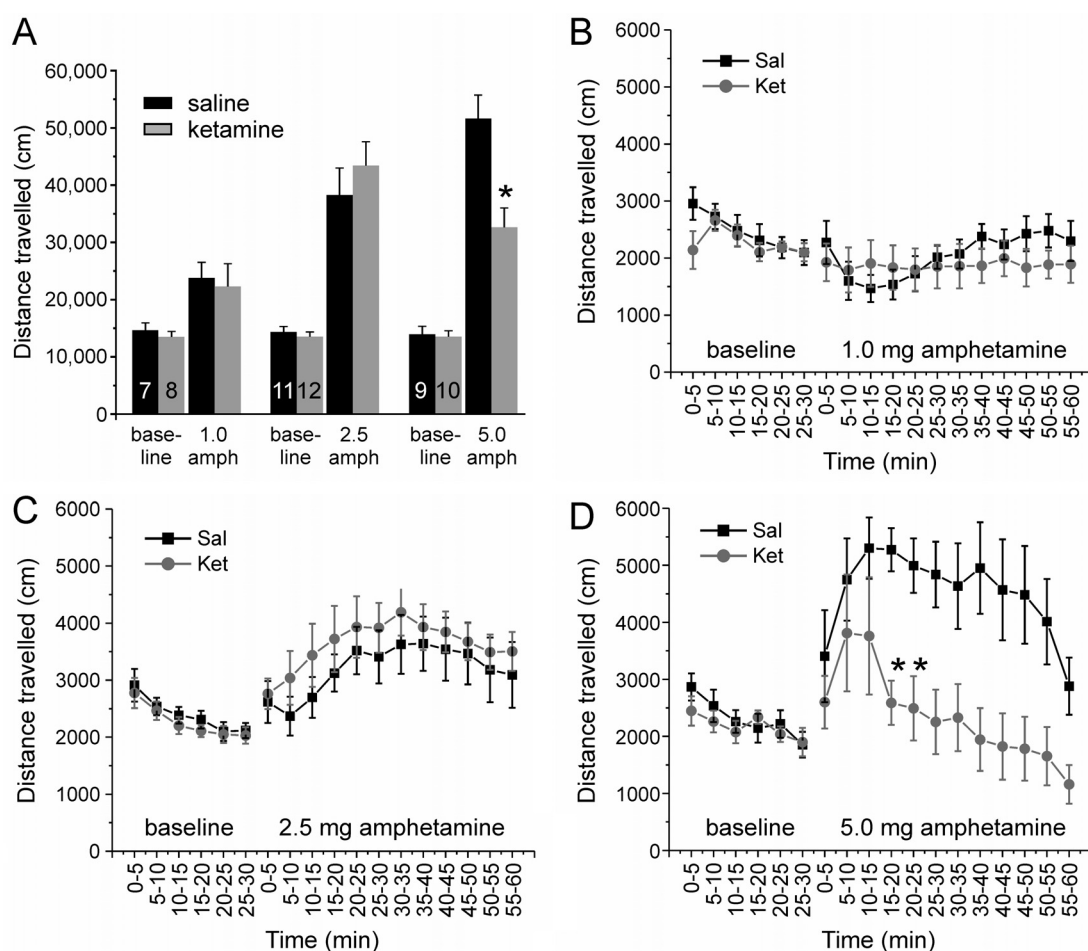 A
Distance travelled (cm)
60,000
50,000
40,000
30,000
20,000
10,000
0
saline
ketamine
*
7 8 11 12 9 10
base-
line
1.0
amph
base-
line
2.5
amph
base-
line
5.0
amph
B
Distance travelled (cm)
6000
5000
4000
3000
2000
1000
0
Sal
Ket
baseline 1.0 mg amphetamine
0-5 5-10 10-15 15-20 20-25 25-30 0-5 5-10 10-15 15-20 20-25 25-30 30-35 35-40 40-45 45-50 50-55 55-60
Time (min)
C
Distance travelled (cm)
6000
5000
4000
3000
2000
1000
0
Sal
Ket
baseline 2.5 mg amphetamine
0-5 5-10 10-15 15-20 20-25 25-30 0-5 5-10 10-15 15-20 20-25 25-30 30-35 35-40 40-45 45-50 50-55 55-60
Time (min)
D
Distance travelled (cm)
6000
5000
4000
3000
2000
1000
0
Sal
Ket
* *
baseline 5.0 mg amphetamine
0-5 5-10 10-15 15-20 20-25 25-30 0-5 5-10 10-15 15-20 20-25 25-30 30-35 35-40 40-45 45-50 50-55 55-60
Time (min)